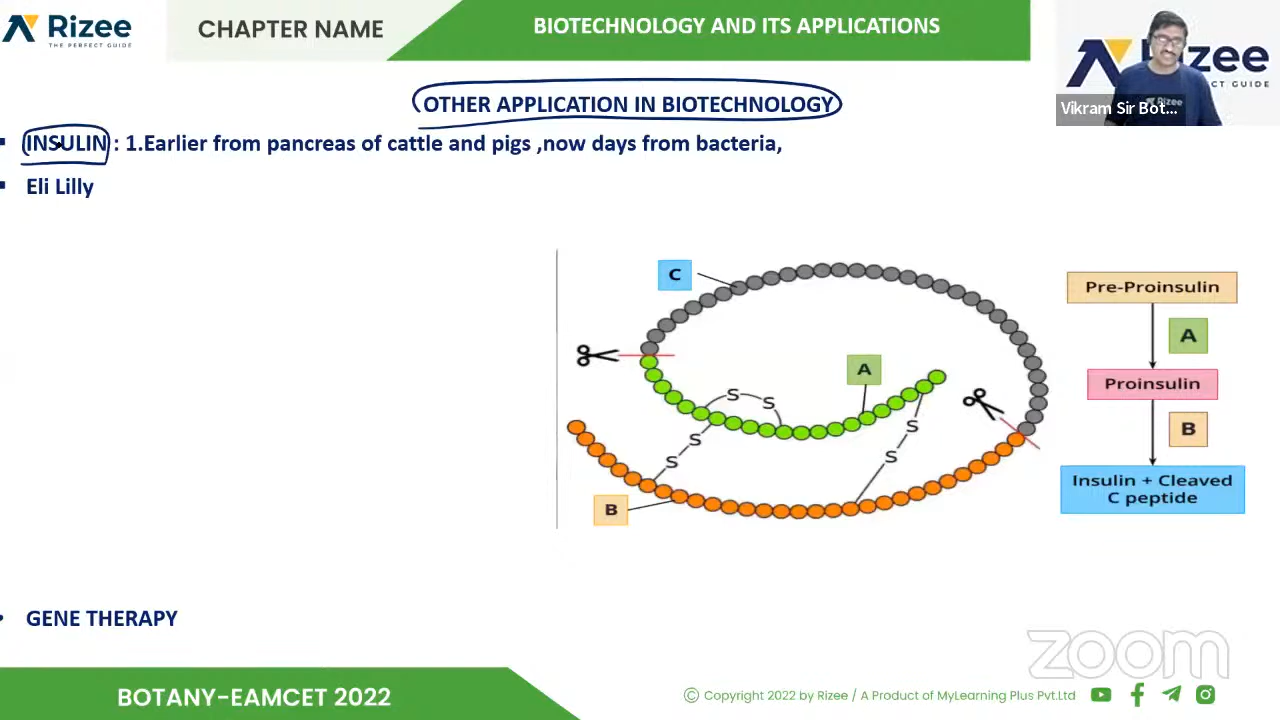 Rizee
THE PERFECT GUIDE
CHAPTER NAME
BIOTECHNOLOGY AND ITS APPLICATIONS
zee
CT GUIDE
Rizee
Vikram Sir Bot...
OTHER APPLICATION IN BIOTECHNOLOGY
INSULIN : 1.Earlier from pancreas of cattle and pigs ,now days from bacteria,
Eli Lilly
C
Pre-Proinsulin
A
A
Proinsulin
S
S
S
S
B
S
S
Insulin + Cleaved
C peptide
B
GENE THERAPY
zoom
BOTANY-EAMCET 2022
© Copyright 2022 by Rizee / A Product of MyLearning Plus Pvt.Ltd